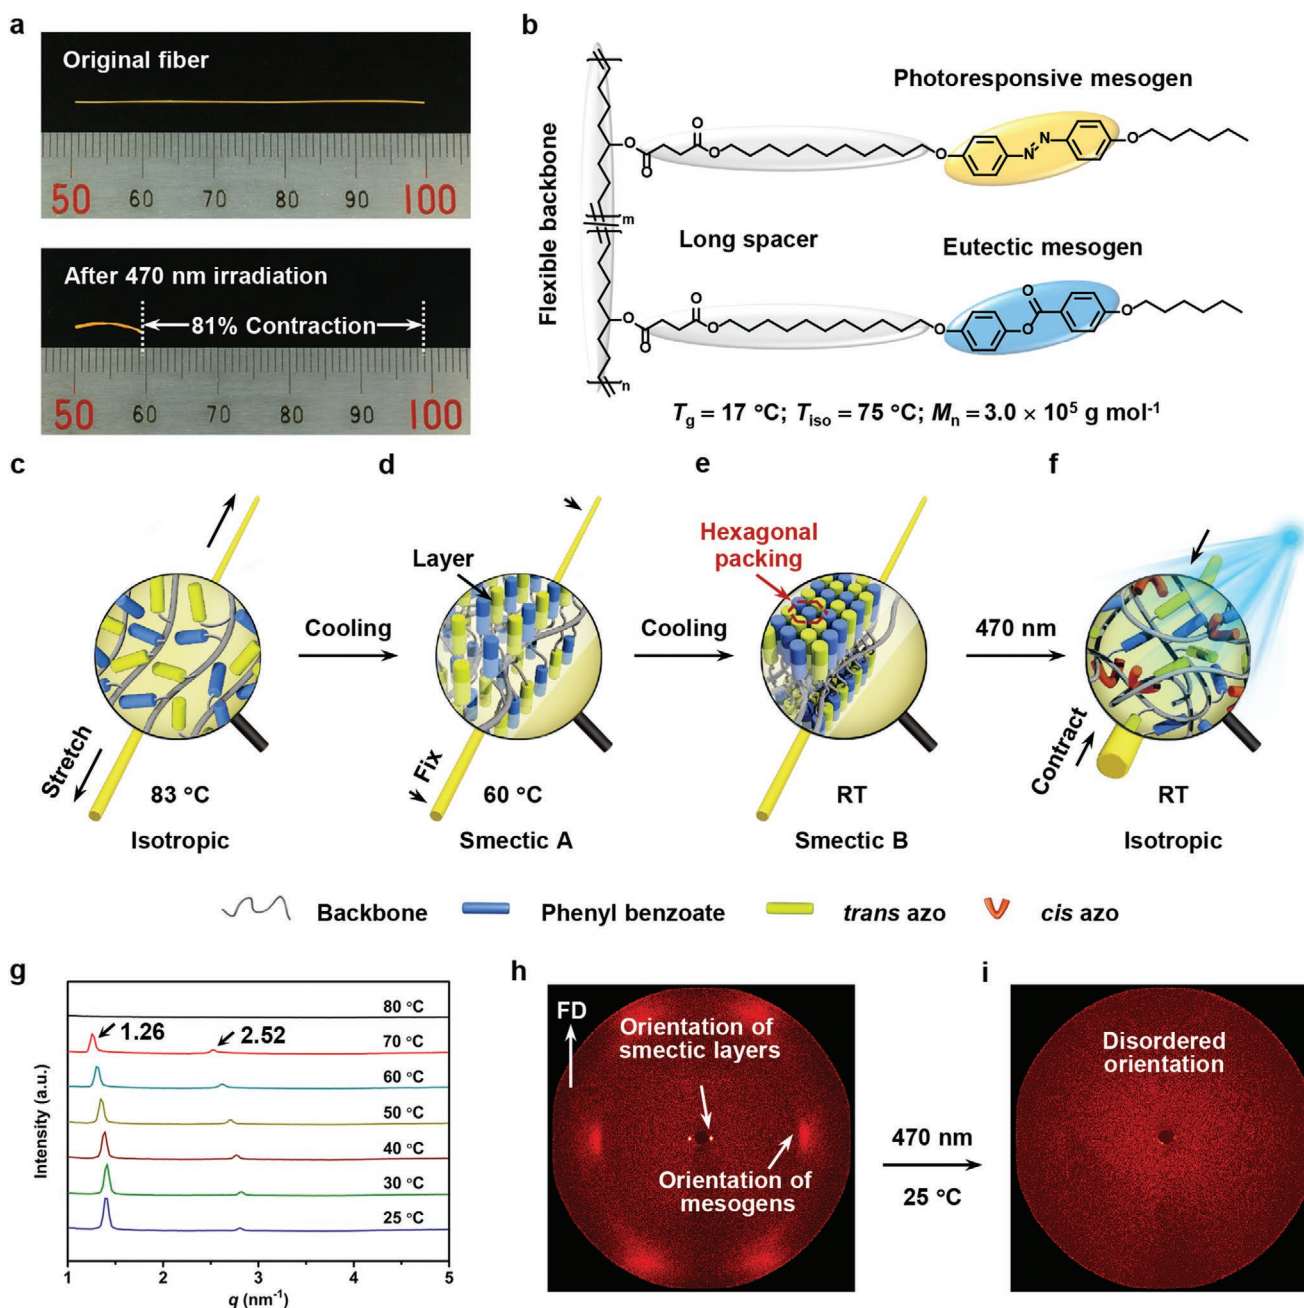 a
Original fiber
50 60 70 80 90 100
After 470 nm irradiation
81% Contraction
50 60 70 80 90 100
b
Flexible backbone
Photoresponsive mesogen
O
O
O
O
O
N
N
O
m
Long spacer
Eutectic mesogen
O
O
O
O
O
O
O
O
n
Tg = 17 °C; Tiso = 75 °C; Mn = 3.0 × 10⁵ g mol⁻¹
c
Stretch
83 °C
Isotropic
Cooling
d
Layer
Fix
60 °C
Smectic A
Cooling
e
Hexagonal
packing
RT
Smectic B
470 nm
f
Contract
RT
Isotropic
Backbone
Phenyl benzoate
trans azo
cis azo
g
80 °C
1.26
2.52
70 °C
60 °C
50 °C
40 °C
30 °C
25 °C
Intensity (a.u.)
1 2 3 4 5
q (nm⁻¹)
h
FD
Orientation of
smectic layers
Orientation of
mesogens
470 nm
25 °C
i
Disordered
orientation